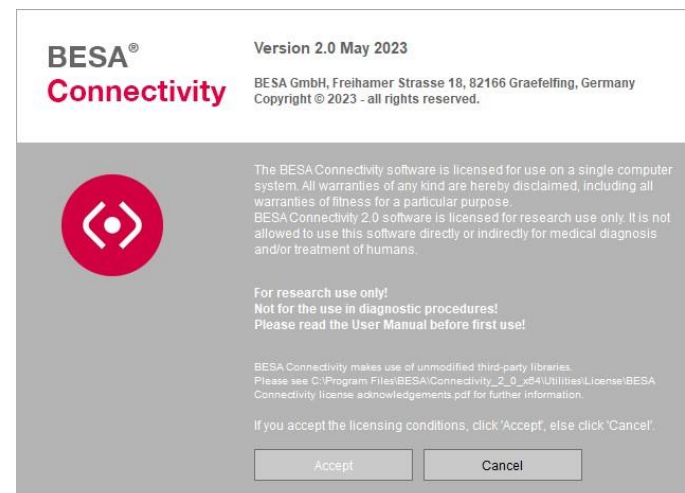 BESA®
Connectivity
Version 2.0 May 2023
BESA GmbH, Freihamer Strasse 18, 82166 Graefelfing, Germany
Copyright © 2023 - all rights reserved.
The BESA Connectivity software is licensed for use on a single computer
system. All warranties of any kind are hereby disclaimed, including all
warranties of fitness for a particular purpose.
BESA Connectivity 2.0 software is licensed for research use only. It is not
allowed to use this software directly or indirectly for medical diagnosis
and/or treatment of humans.
For research use only!
Not for the use in diagnostic procedures!
Please read the User Manual before first use!
BESA Connectivity makes use of unmodified third-party libraries.
Please see C:\Program Files\BESA\Connectivity_2_0_x64\Utilities\License\BESA
Connectivity license acknowledgements.pdf for further information.
If you accept the licensing conditions, click 'Accept', else click 'Cancel'.
Accept
Cancel